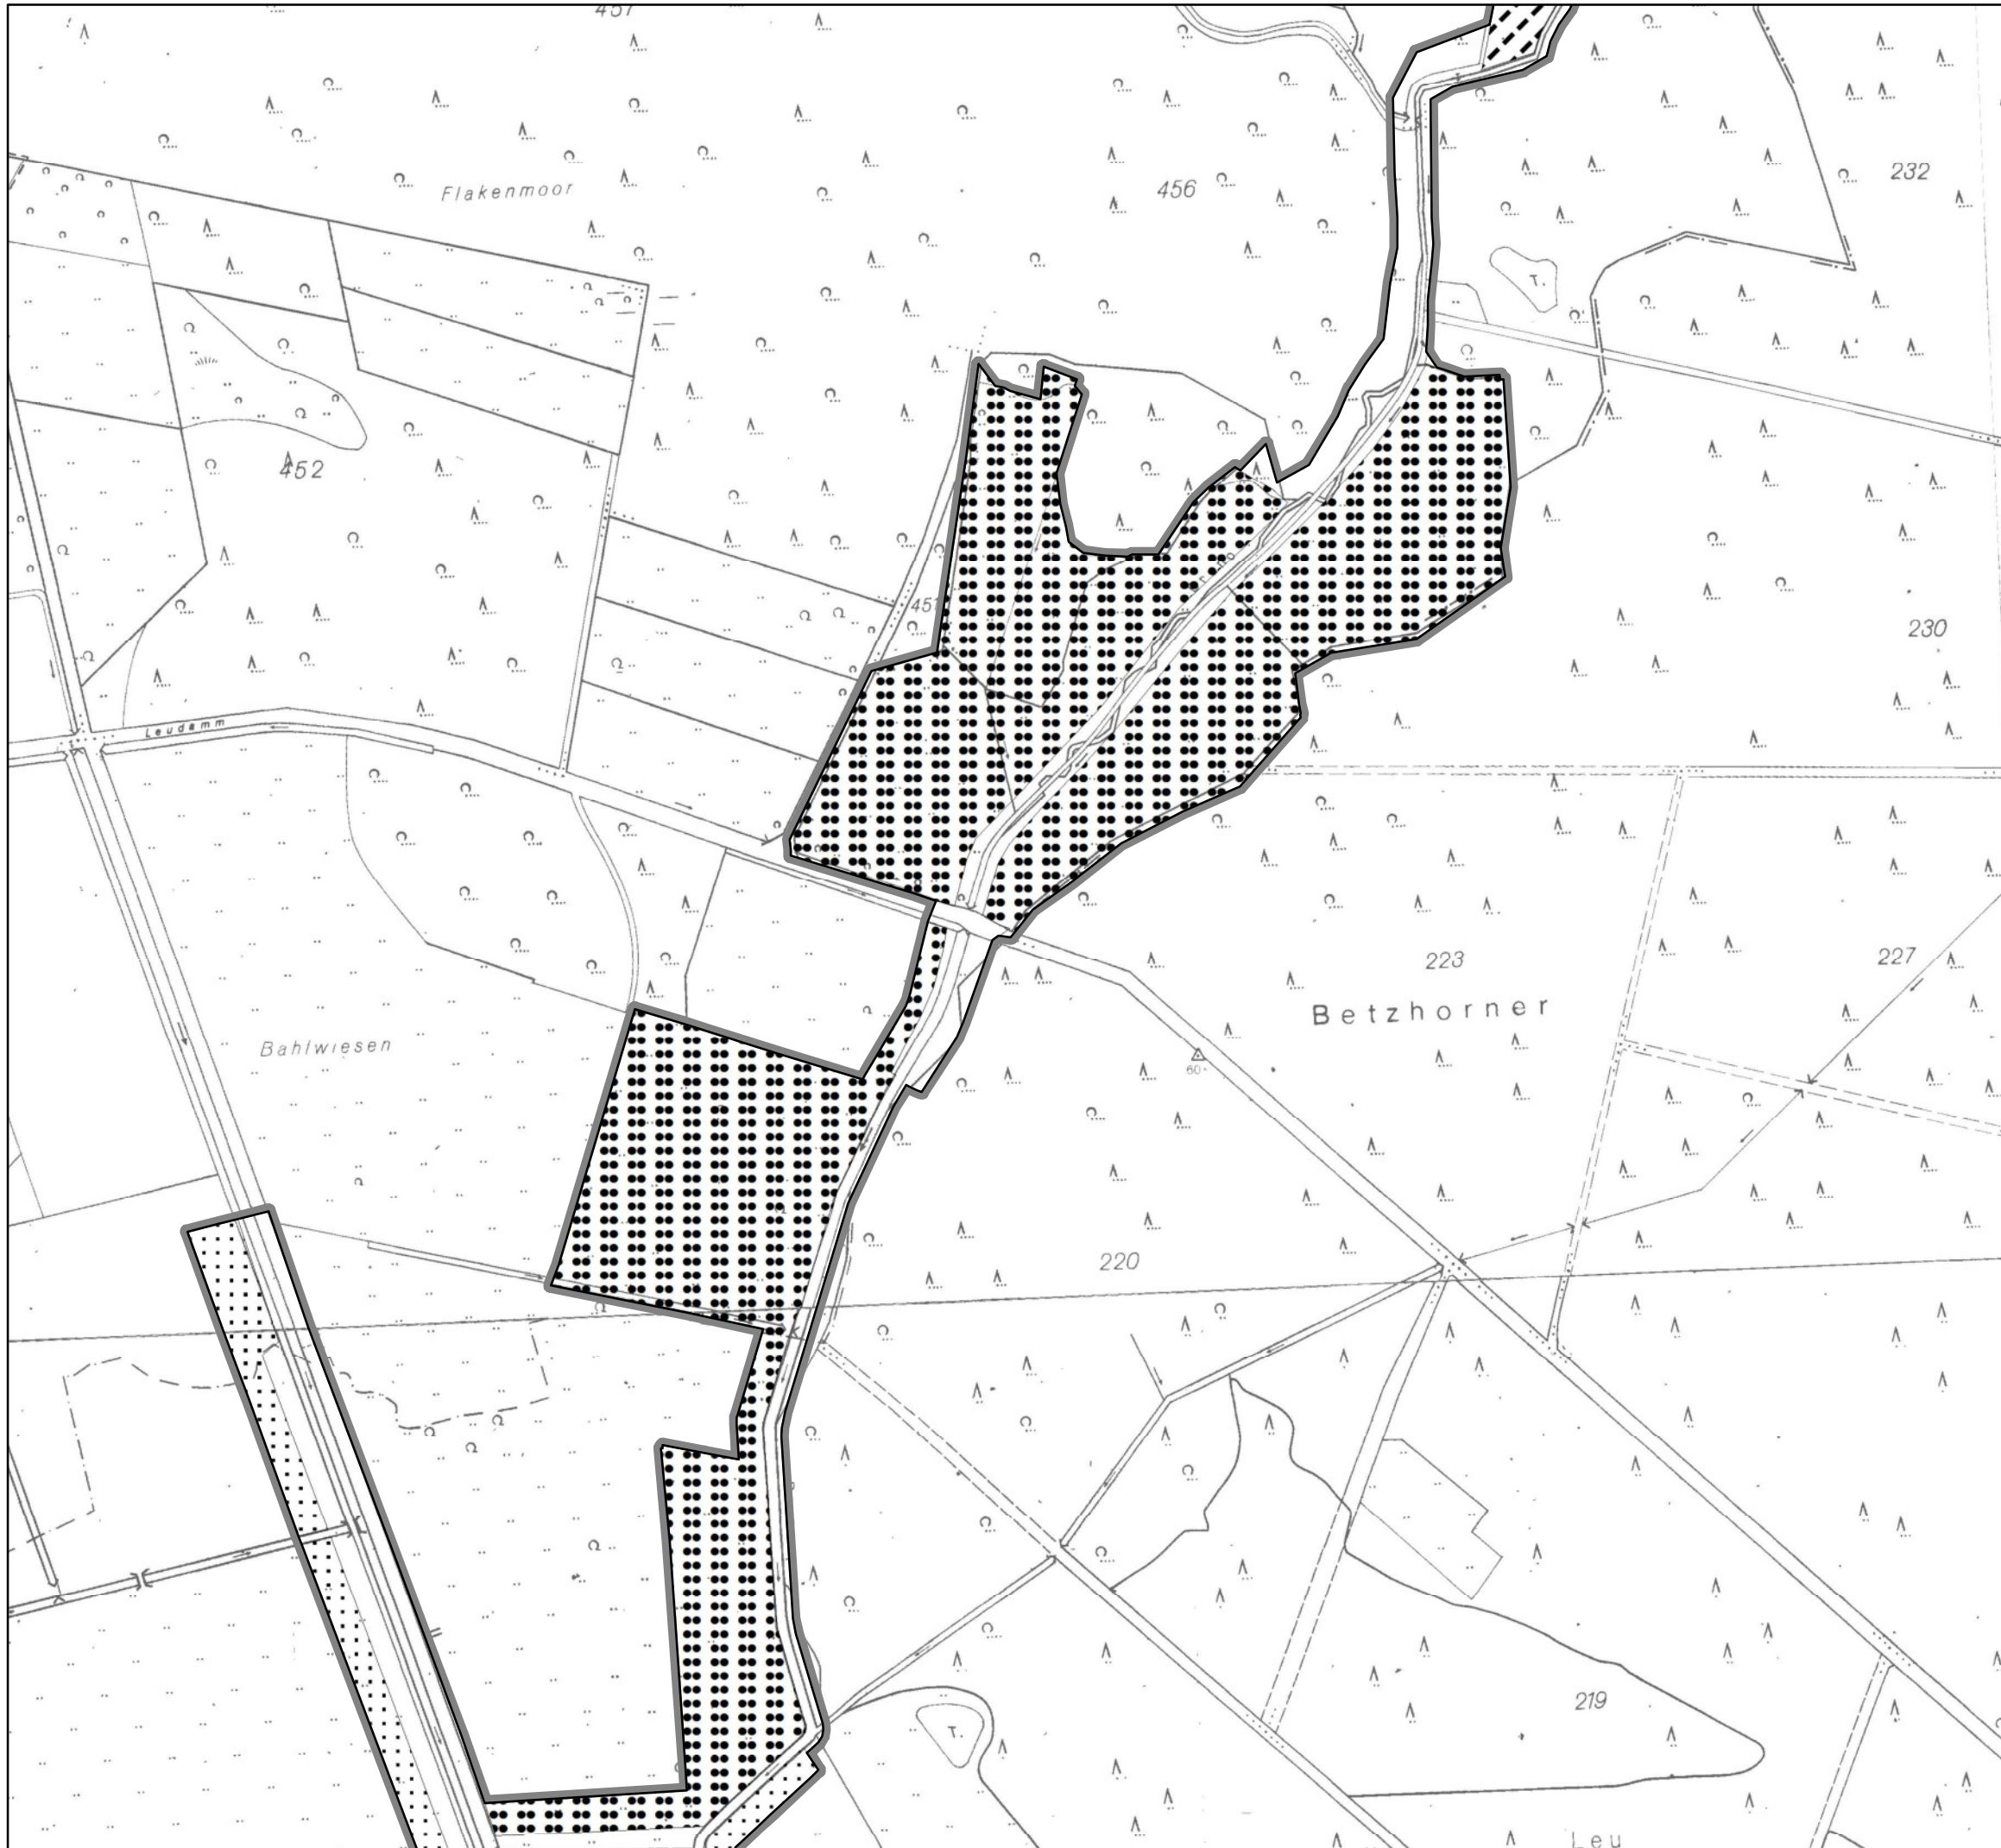 457
Flakenmoor
456
232
T.
452
451
230
Leudamm
223
227
Betzhorner
Bahlwiesen
60
220
219
T.
Leu